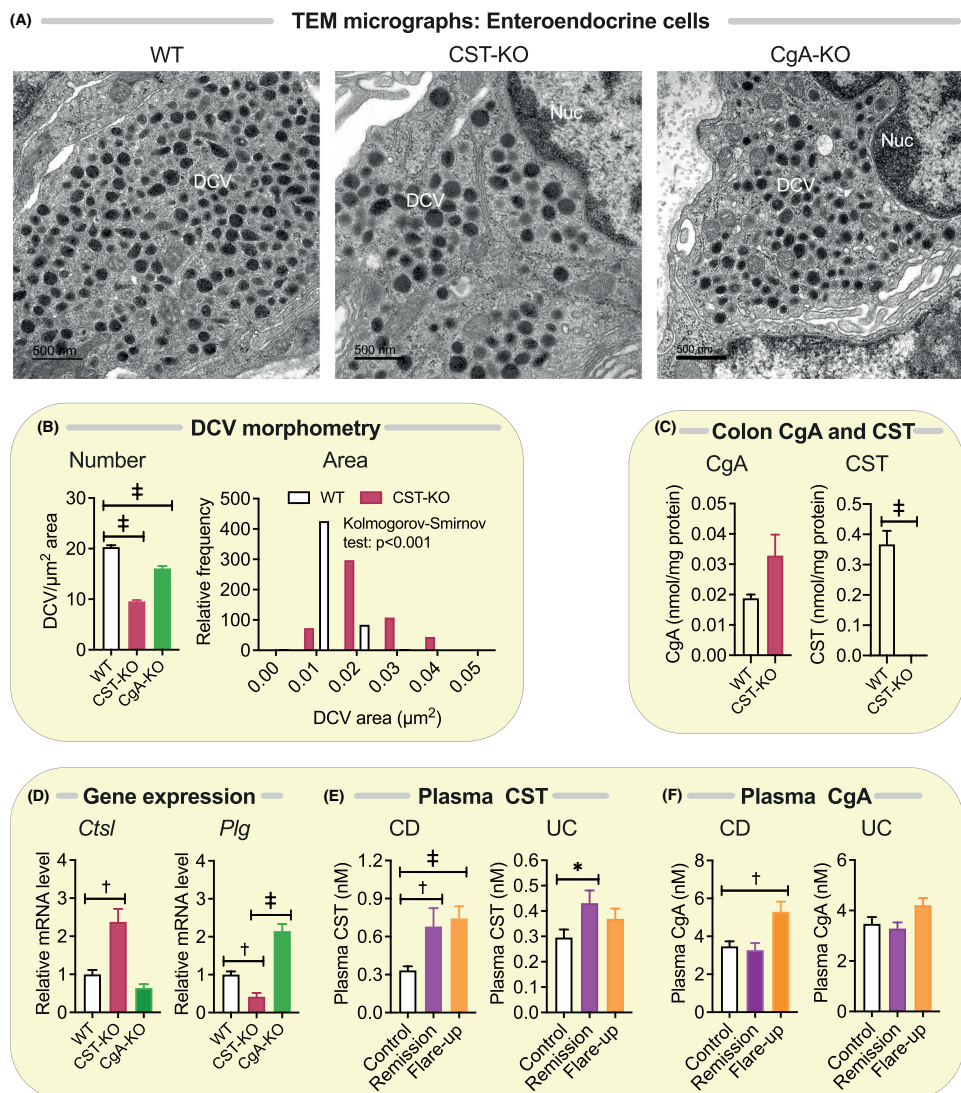 (A) TEM micrographs: Enteroendocrine cells
WT CST-KO CgA-KO
Nuc
Nuc
DCV
DCV
DCV
500 nm
500 nm
500 nm
(B) DCV morphometry
Number
DCV/µm² area
30
20
10
0
‡
‡
WT
CST-KO
CgA-KO
Area
WT CST-KO
Kolmogorov-Smirnov
test: p<0.001
Relative frequency
500
400
300
200
100
0
0.00 0.01 0.02 0.03 0.04 0.05
DCV area (µm²)
(C) Colon CgA and CST
CgA
CgA (nmol/mg protein)
0.05
0.04
0.03
0.02
0.01
0.00
WT
CST-KO
CST
CST (nmol/mg protein)
0.5
0.4
0.3
0.2
0.1
0.0
‡
WT
CST-KO
(D) Gene expression
Ctsl
Relative mRNA level
4
3
2
1
0
†
WT
CST-KO
CgA-KO
Plg
Relative mRNA level
4
3
2
1
0
‡
†
WT
CST-KO
CgA-KO
(E) Plasma CST
CD
Plasma CST (nM)
1.2
0.9
0.6
0.3
0.0
‡
†
Control
Remission
Flare-up
UC
Plasma CST (nM)
0.6
0.5
0.4
0.3
0.2
0.1
0.0
*
Control
Remission
Flare-up
(F) Plasma CgA
CD
Plasma CgA (nM)
8
6
4
2
0
†
Control
Remission
Flare-up
UC
Plasma CgA (nM)
6
4
2
0
Control
Remission
Flare-up